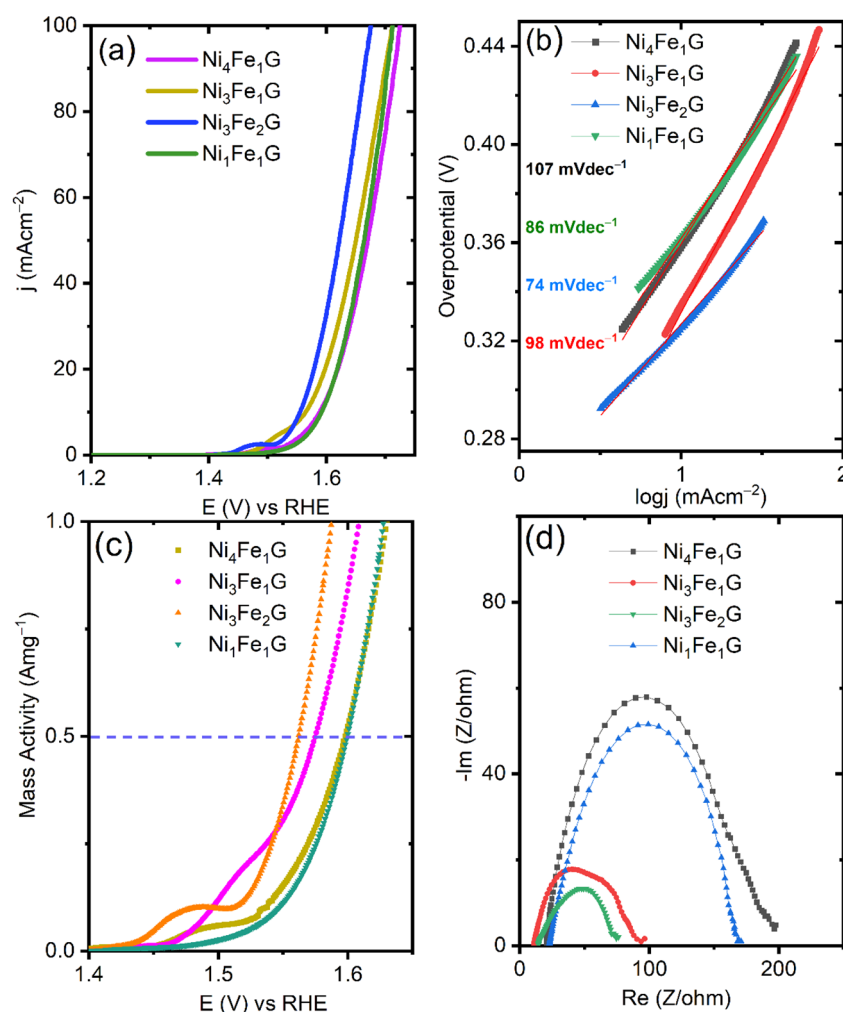 (a)
Ni₄Fe₁G
Ni₃Fe₁G
Ni₃Fe₂G
Ni₁Fe₁G
100
80
60
40
20
0
j (mAcm⁻²)
1.2
1.4
1.6
E (V) vs RHE
(b)
Ni₄Fe₁G
Ni₃Fe₁G
Ni₃Fe₂G
Ni₁Fe₁G
107 mVdec⁻¹
86 mVdec⁻¹
74 mVdec⁻¹
98 mVdec⁻¹
0.44
0.40
0.36
0.32
0.28
Overpotential (V)
0
1
2
logj (mAcm⁻²)
(c)
Ni₄Fe₁G
Ni₃Fe₁G
Ni₃Fe₂G
Ni₁Fe₁G
1.0
0.5
0.0
Mass Activity (Amg⁻¹)
1.4
1.5
1.6
E (V) vs RHE
(d)
Ni₄Fe₁G
Ni₃Fe₁G
Ni₃Fe₂G
Ni₁Fe₁G
80
40
0
-Im (Z/ohm)
0
100
200
Re (Z/ohm)